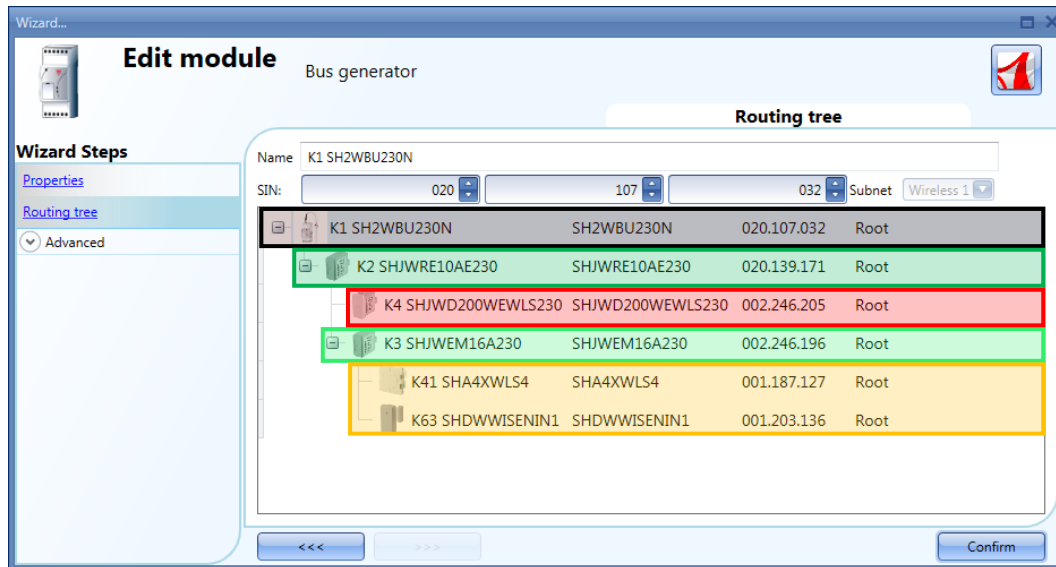 Wizard...
Edit module
Bus generator
Routing tree
Wizard Steps
Properties
Routing tree
Advanced
Name K1 SH2WBU230N
SIN: 020 107 032 Subnet Wireless 1
K1 SH2WBU230N SH2WBU230N 020.107.032 Root
K2 SHJWRE10AE230 SHJWRE10AE230 020.139.171 Root
K4 SHJWD200WEWLS230 SHJWD200WEWLS230 002.246.205 Root
K3 SHJWEM16A230 SHJWEM16A230 002.246.196 Root
K41 SHA4XWLS4 SHA4XWLS4 001.187.127 Root
K63 SHDWWISENIN1 SHDWWISENIN1 001.203.136 Root
<<< >>> Confirm